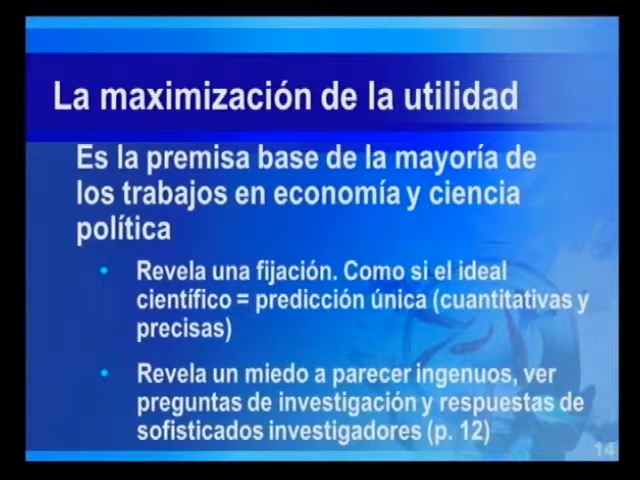 La maximización de la utilidad
Es la premisa base de la mayoría de
los trabajos en economía y ciencia
política
• Revela una fijación. Como si el ideal
científico = predicción única (cuantitativas y
precisas)
• Revela un miedo a parecer ingenuos, ver
preguntas de investigación y respuestas de
sofisticados investigadores (p. 12)
14